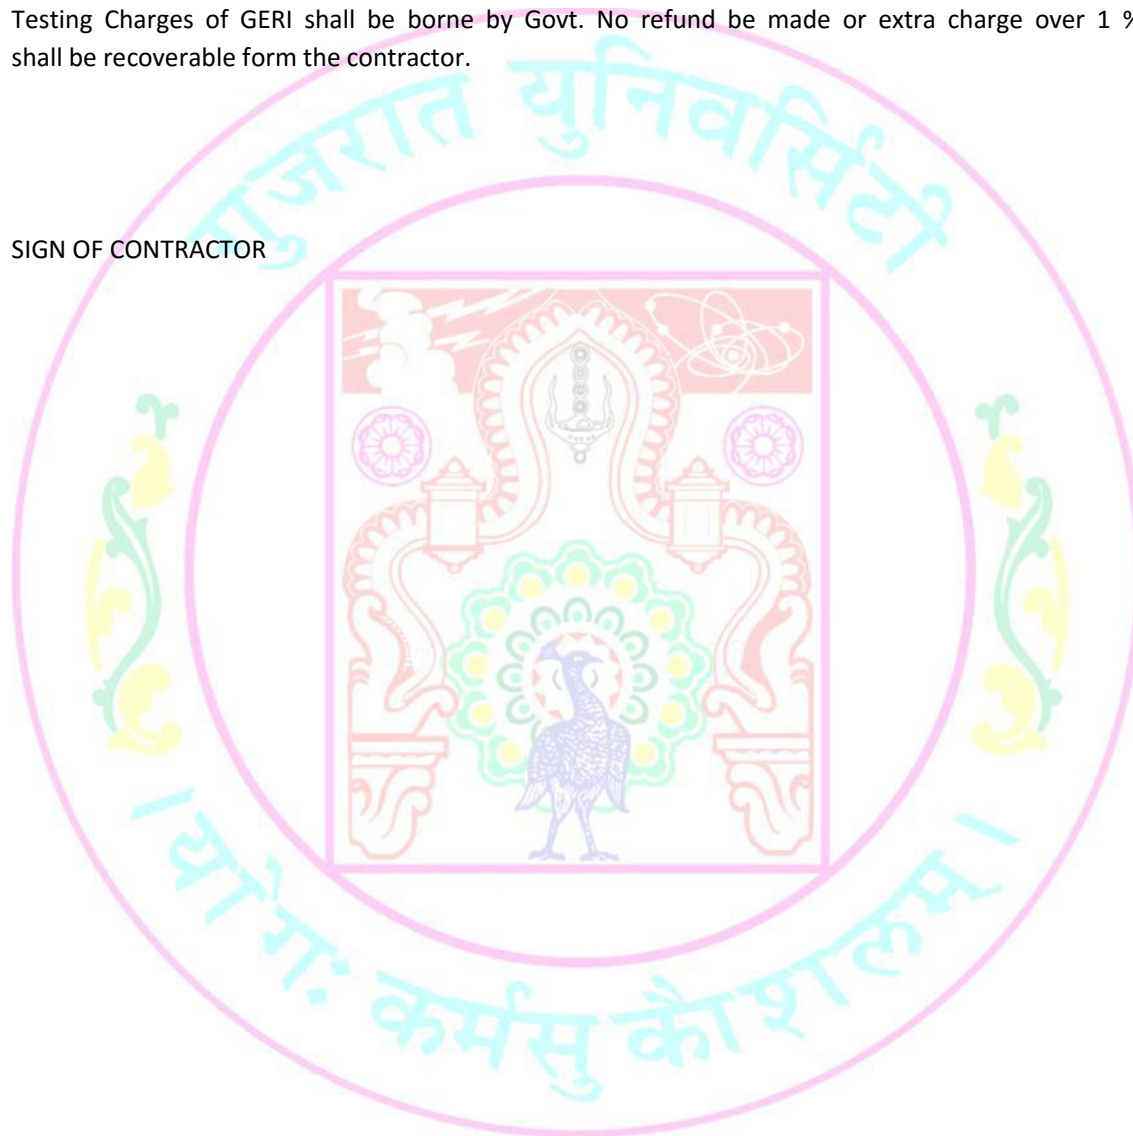 Testing Charges of GERI shall be borne by Govt. No refund be made or extra charge over 1 %
shall be recoverable form the contractor.
गुजरात युनिवर्सिटी
SIGN OF CONTRACTOR
। योगः कर्मसु कौशलम् ।